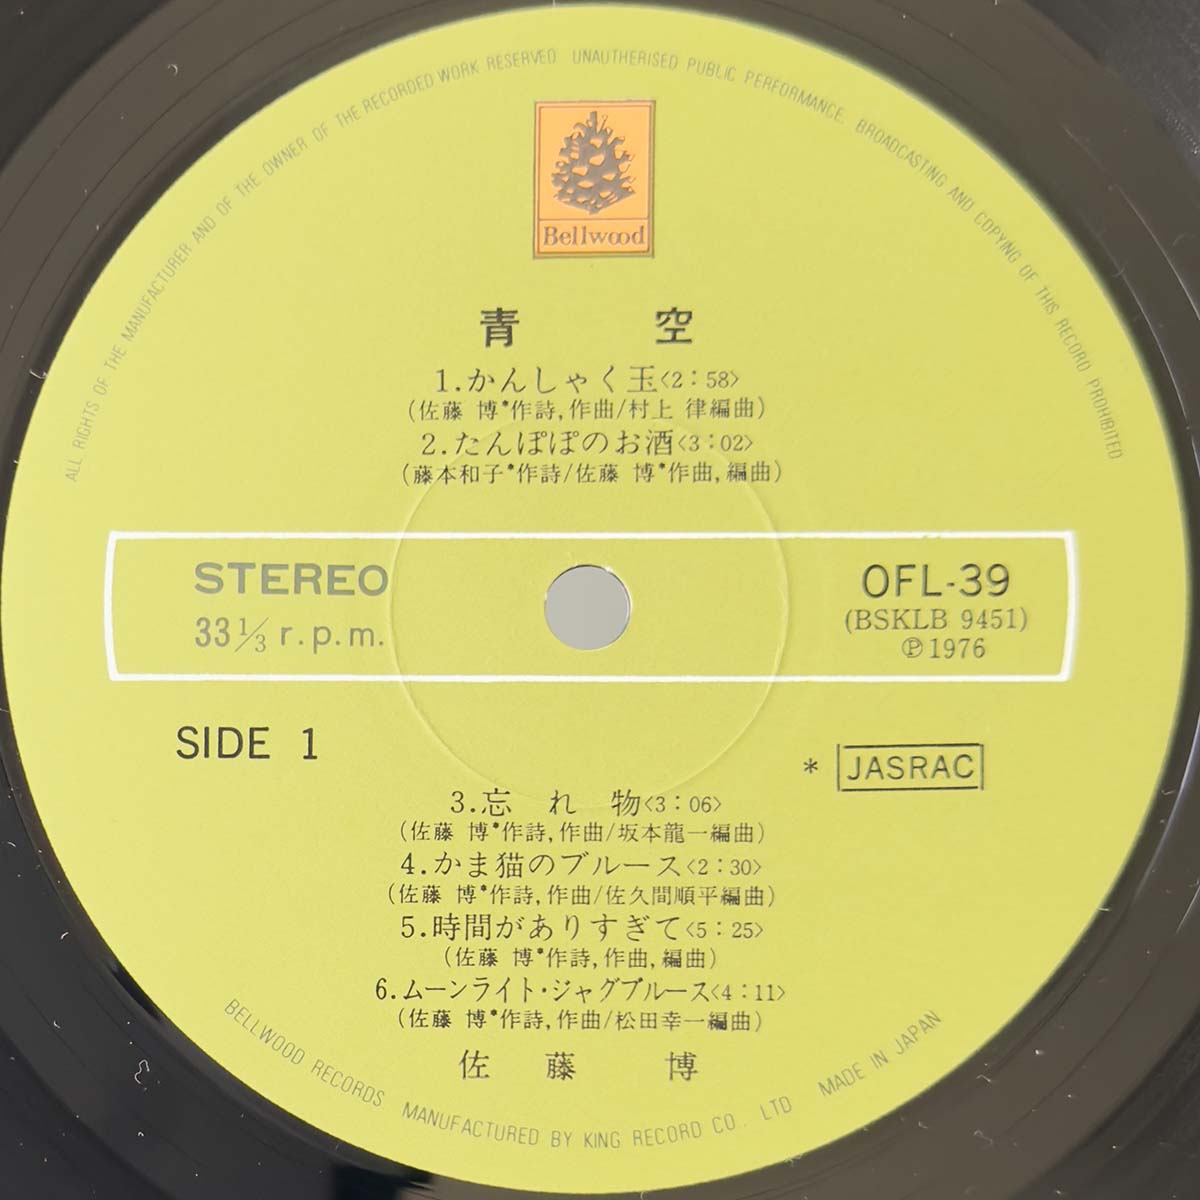 ALL RIGHTS OF THE MANUFACTURER AND OF THE OWNER OF THE RECORDED WORK RESERVED UNAUTHERISED PUBLIC PERFORMANCE, BROADCASTING AND COPYING OF THIS RECORD PROHIBITED
Bellwood
青空
1.かんしゃく玉<2:58>
(佐藤 博*作詩,作曲/村上 律編曲)
2.たんぽぽのお酒<3:02>
(藤本和子*作詩/佐藤 博*作曲,編曲)
STEREO
33 1/3 r.p.m.
OFL-39
(BSKLB 9451)
Ⓟ1976
SIDE 1
* JASRAC
3.忘れ物<3:06>
(佐藤 博*作詩,作曲/坂本龍一編曲)
4.かま猫のブルース<2:30>
(佐藤 博*作詩,作曲/佐久間順平編曲)
5.時間がありすぎて<5:25>
(佐藤 博*作詩,作曲,編曲)
6.ムーンライト・ジャグブルース<4:11>
(佐藤 博*作詩,作曲/松田幸一編曲)
佐藤 博
BELLWOOD RECORDS MANUFACTURED BY KING RECORD CO., LTD MADE IN JAPAN